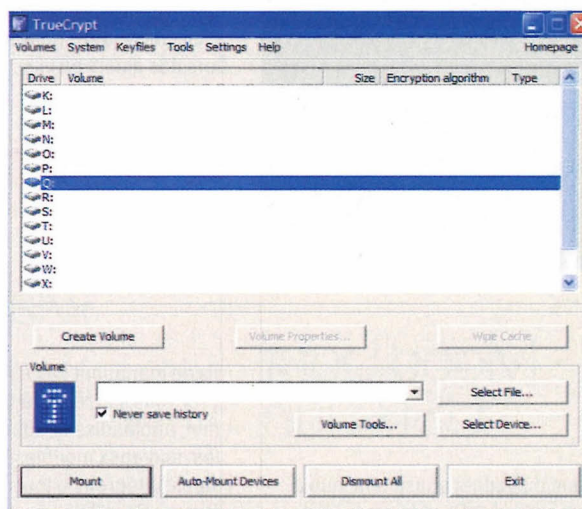 TrueCrypt
Volumes System Keyfiles Tools Settings Help Homepage
Drive Volume Size Encryption algorithm Type
K:
L:
M:
N:
O:
P:
Q:
R:
S:
T:
U:
V:
W:
X:
Create Volume Volume Properties... Wipe Cache
Volume
Never save history
Select File...
Volume Tools... Select Device...
Mount Auto-Mount Devices Dismount All Exit